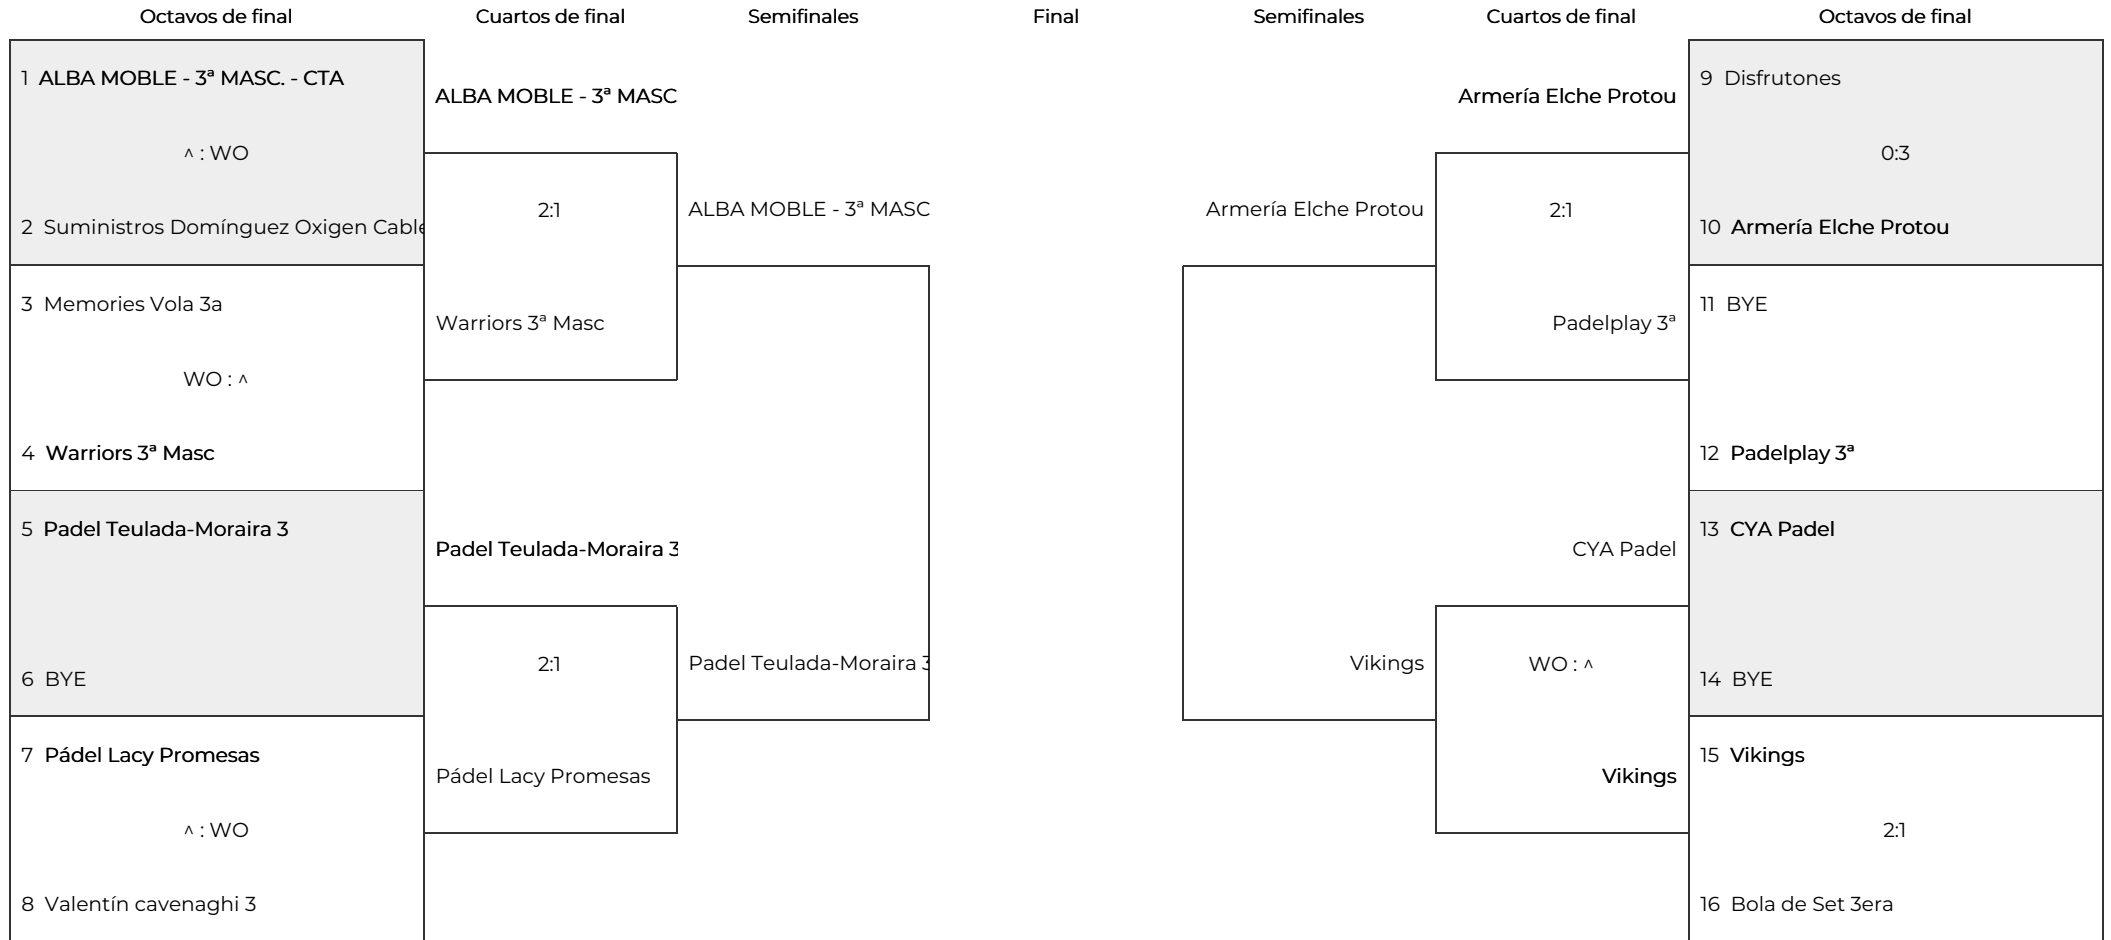 Octavos de final
Cuartos de final
Semifinales
Final
Semifinales
Cuartos de final
Octavos de final
1 ALBA MOBLE - 3ª MASC. - CTA
^ : WO
2 Suministros Domínguez Oxigen Cable
3 Memories Vola 3a
WO : ^
4 Warriors 3ª Masc
5 Padel Teulada-Moraira 3
6 BYE
7 Pádel Lacy Promesas
^ : WO
8 Valentín cavenaghi 3
ALBA MOBLE - 3ª MASC
2:1
Warriors 3ª Masc
Padel Teulada-Moraira 3
2:1
Pádel Lacy Promesas
ALBA MOBLE - 3ª MASC
Padel Teulada-Moraira 3
Armería Elche Protou
Vikings
Armería Elche Protou
2:1
Padelplay 3ª
CYA Padel
WO : ^
Vikings
9 Disfrutones
0:3
10 Armería Elche Protou
11 BYE
12 Padelplay 3ª
13 CYA Padel
14 BYE
15 Vikings
2:1
16 Bola de Set 3era